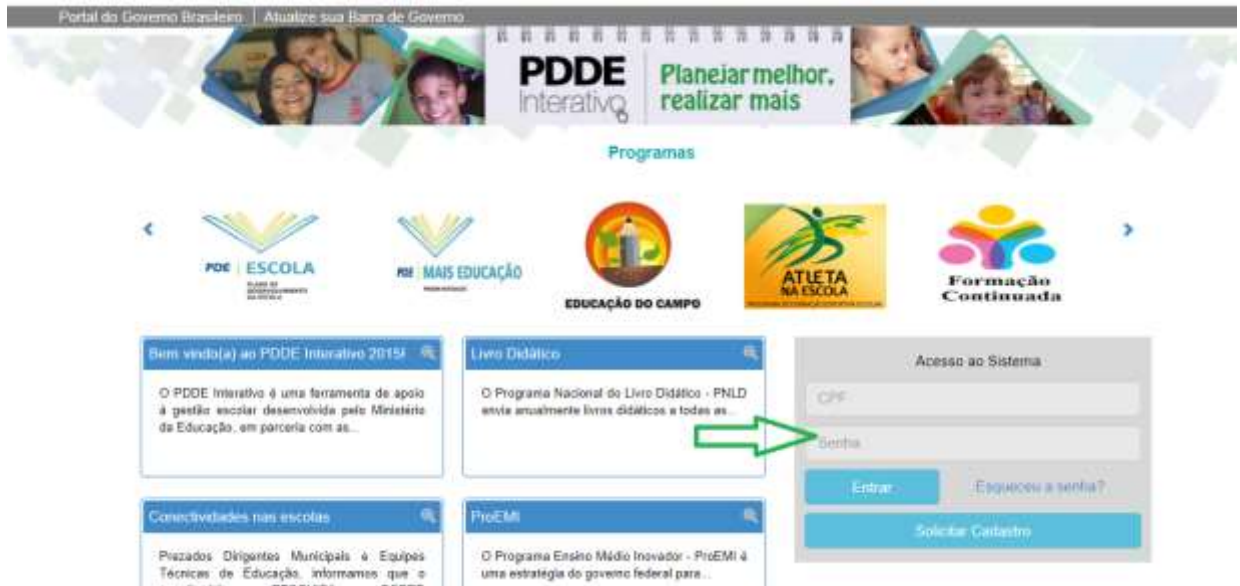 Portal do Governo Brasileiro | Atualize sua Barra de Governo
PDDE
Interativo
Planejar melhor,
realizar mais
Programas
PDE ESCOLA
PLANO DE
DESENVOLVIMENTO
DA ESCOLA
PDE MAIS EDUCAÇÃO
EDUCAÇÃO DO CAMPO
ATLETA
NA ESCOLA
Formação
Continuada
Bem vindo(a) ao PDDE Interativo 2015!
O PDDE Interativo é uma ferramenta de apoio
à gestão escolar desenvolvida pelo Ministério
da Educação, em parceria com as...
Livro Didático
O Programa Nacional do Livro Didático - PNLD
envia anualmente livros didáticos a todas as...
Acesso ao Sistema
CPF
Senha
Entrar
Esqueceu a senha?
Solicitar Cadastro
Conectividades nas escolas
Prezados Dirigentes Municipais e Equipes
Técnicas de Educação, informamos que o
ProEMI
O Programa Ensino Médio Inovador - ProEMI é
uma estratégia do governo federal para...